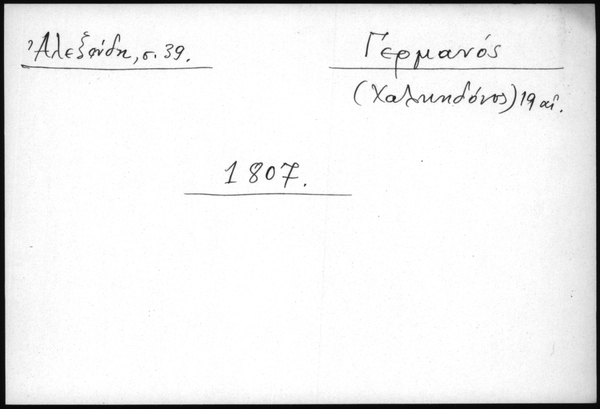 Ἀλεξούδη, σ. 39.
Γερμανός
(Χαλκηδόνος) 19 αἰ.
1807.